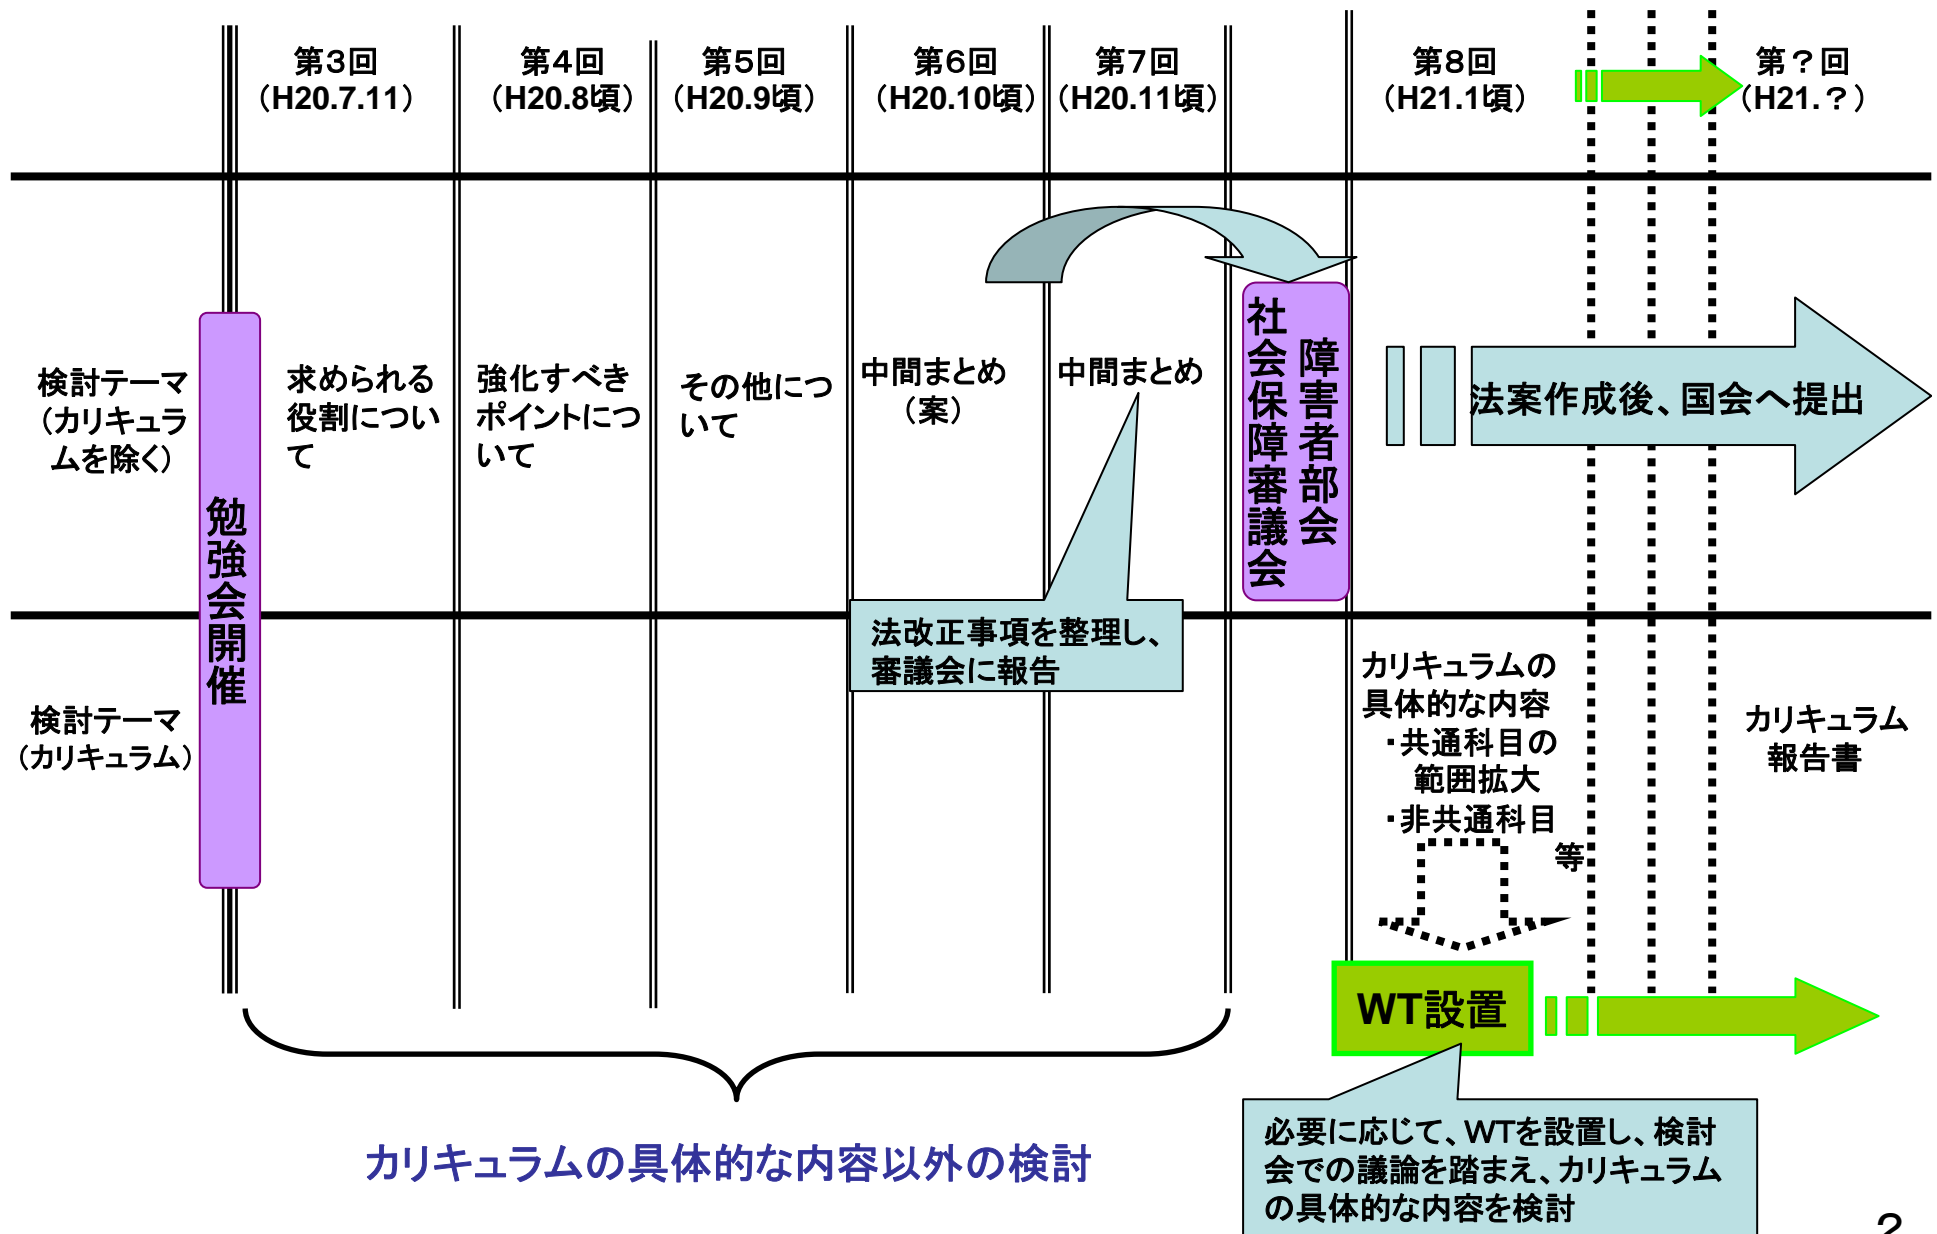 第3回
（H20.7.11）
第4回
（H20.8頃）
第5回
（H20.9頃）
第6回
（H20.10頃）
第7回
（H20.11頃）
第8回
（H21.1頃）
第？回
（H21.？）
検討テーマ
（カリキュラ
ムを除く）
勉強会開催
求められる
役割につい
て
強化すべき
ポイントにつ
いて
その他につ
いて
中間まとめ
（案）
中間まとめ
社会保障審議会
障害者部会
法案作成後、国会へ提出
法改正事項を整理し、
審議会に報告
検討テーマ
（カリキュラム）
カリキュラムの
具体的な内容
・共通科目の
範囲拡大
・非共通科目
等
カリキュラム
報告書
WT設置
カリキュラムの具体的な内容以外の検討
必要に応じて、WTを設置し、検討
会での議論を踏まえ、カリキュラム
の具体的な内容を検討
2